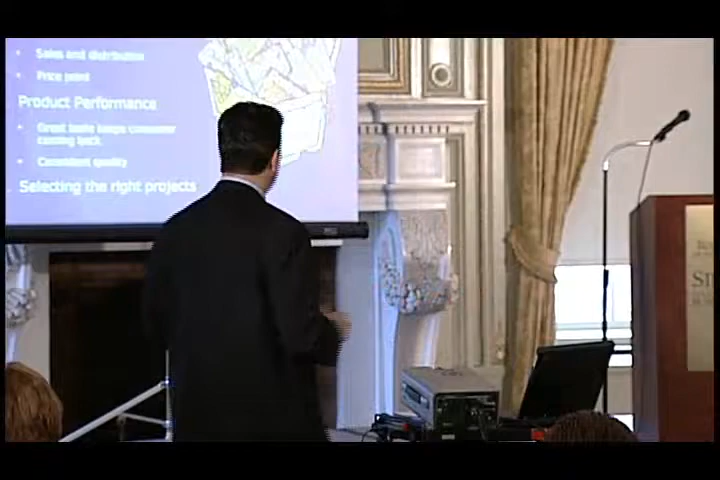 Sales and distribution
Price point
Product Performance
Great taste keeps consumer
coming back
Consistent quality
Selecting the right projects